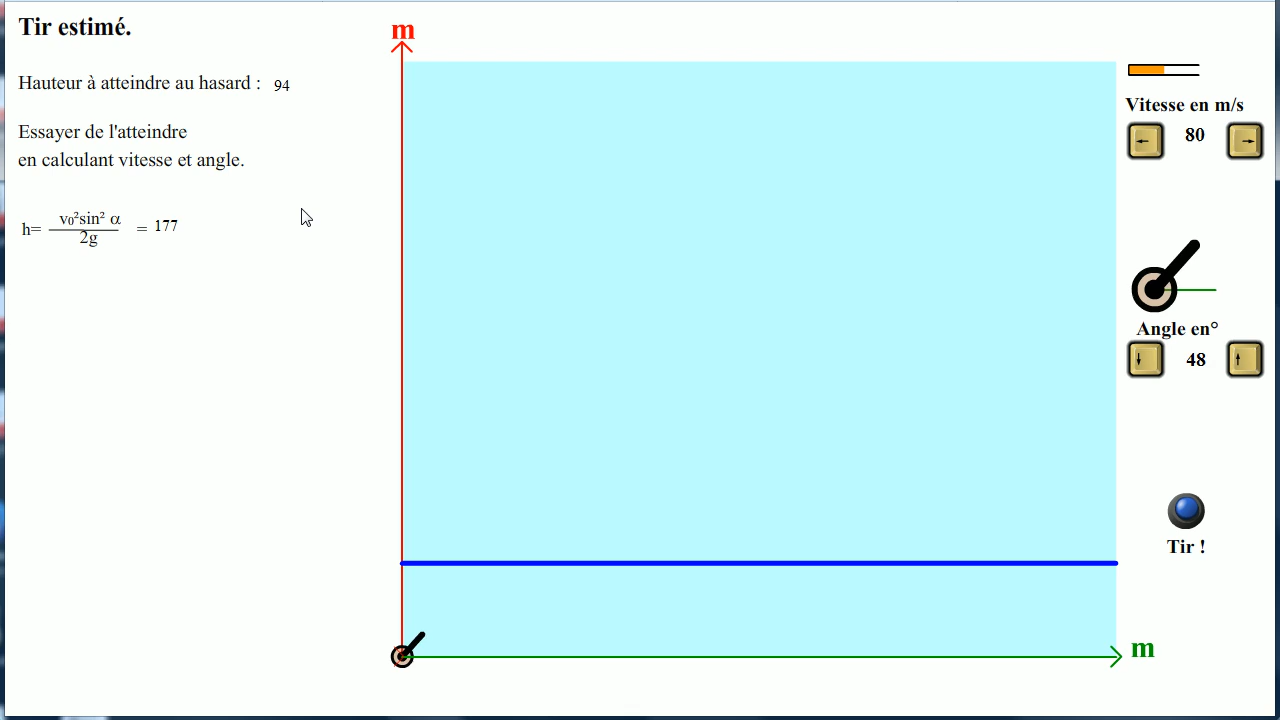 Tir estimé.
m
Hauteur à atteindre au hasard : 94
Vitesse en m/s
80
Essayer de l'atteindre
en calculant vitesse et angle.
h= v₀²sin² α / 2g = 177
Angle en°
48
Tir !
m